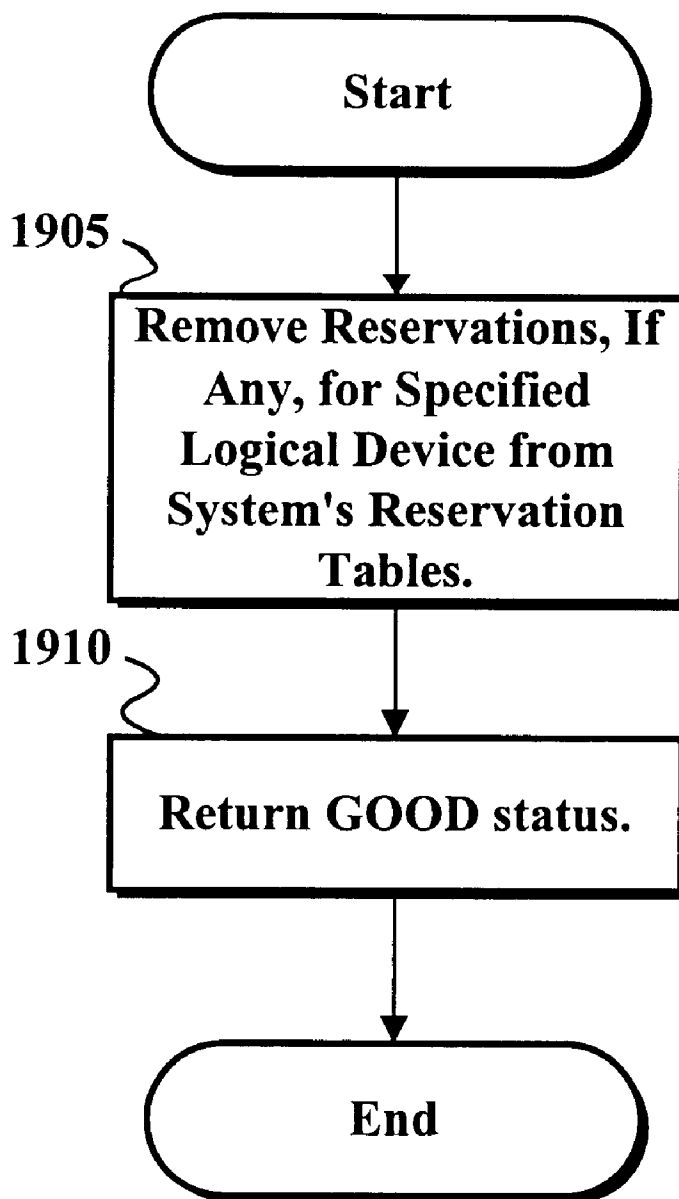 Start
1905
Remove Reservations, If
Any, for Specified
Logical Device from
System's Reservation
Tables.
1910
Return GOOD status.
End